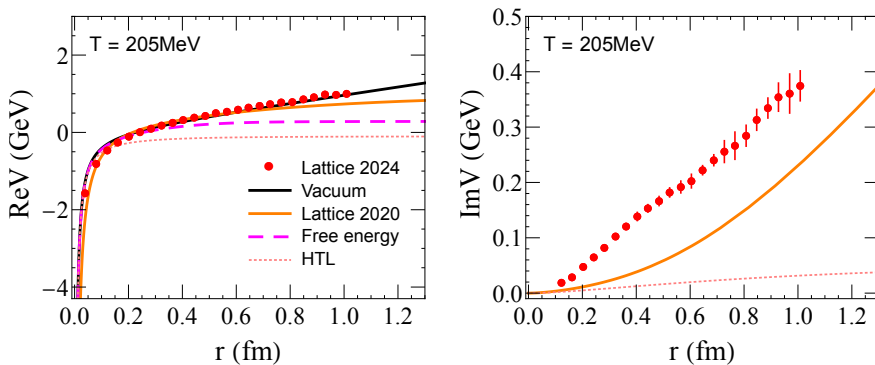 T = 205MeV
2
1
0
−1
−2
−4
ReV (GeV)
Lattice 2024
Vacuum
Lattice 2020
Free energy
HTL
0.0 0.2 0.4 0.6 0.8 1.0 1.2
r (fm)
T = 205MeV
0.5
0.4
0.3
0.2
0.1
0.0
ImV (GeV)
0.0 0.2 0.4 0.6 0.8 1.0 1.2
r (fm)